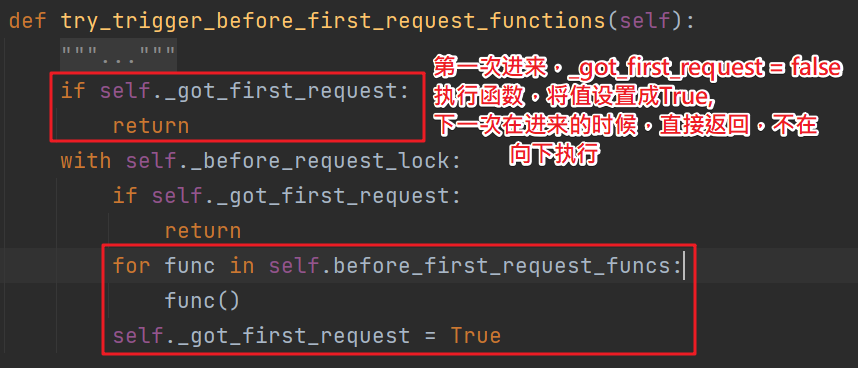 def try_trigger_before_first_request_functions(self):
"""..."""
if self._got_first_request:
return
with self._before_request_lock:
if self._got_first_request:
return
for func in self.before_first_request_funcs:
func()
self._got_first_request = True
第一次进来，_got_first_request = false
执行函数，将值设置成True,
下一次在进来的时候，直接返回，不在
向下执行